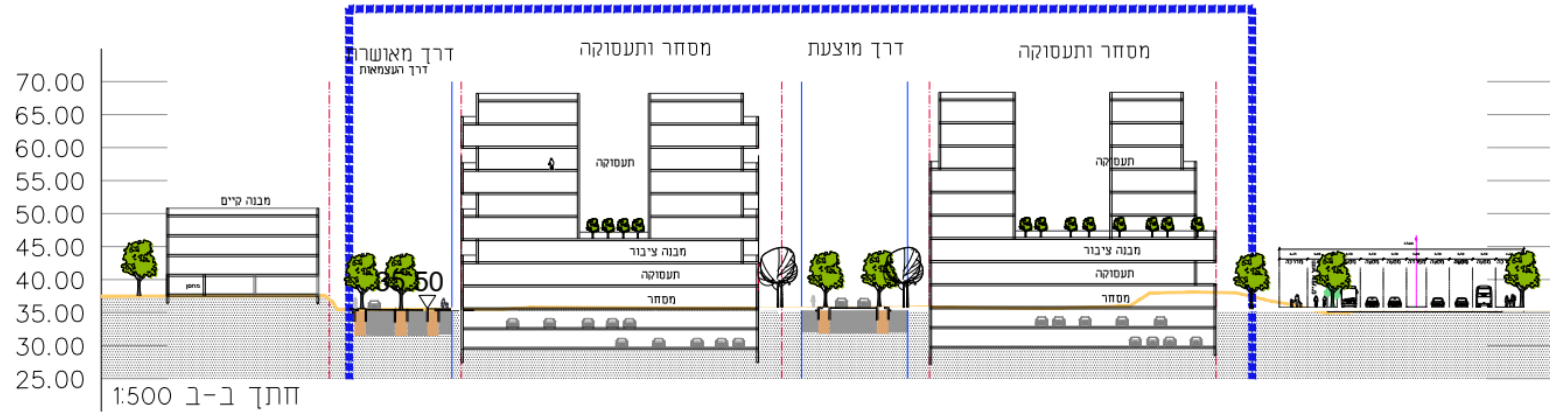 דרך מאושרת
דרך העצמאות
מסחר ותעסוקה
דרך מוצעת
מסחר ותעסוקה
70.00
65.00
60.00
55.00
50.00
45.00
40.00
35.00
30.00
25.00
תעסוקה
תעסוקה
מבנה קיים
מחסן
מבנה ציבור
תעסוקה
מסחר
מבנה ציבור
תעסוקה
מסחר
חתך ב-ב 1:500